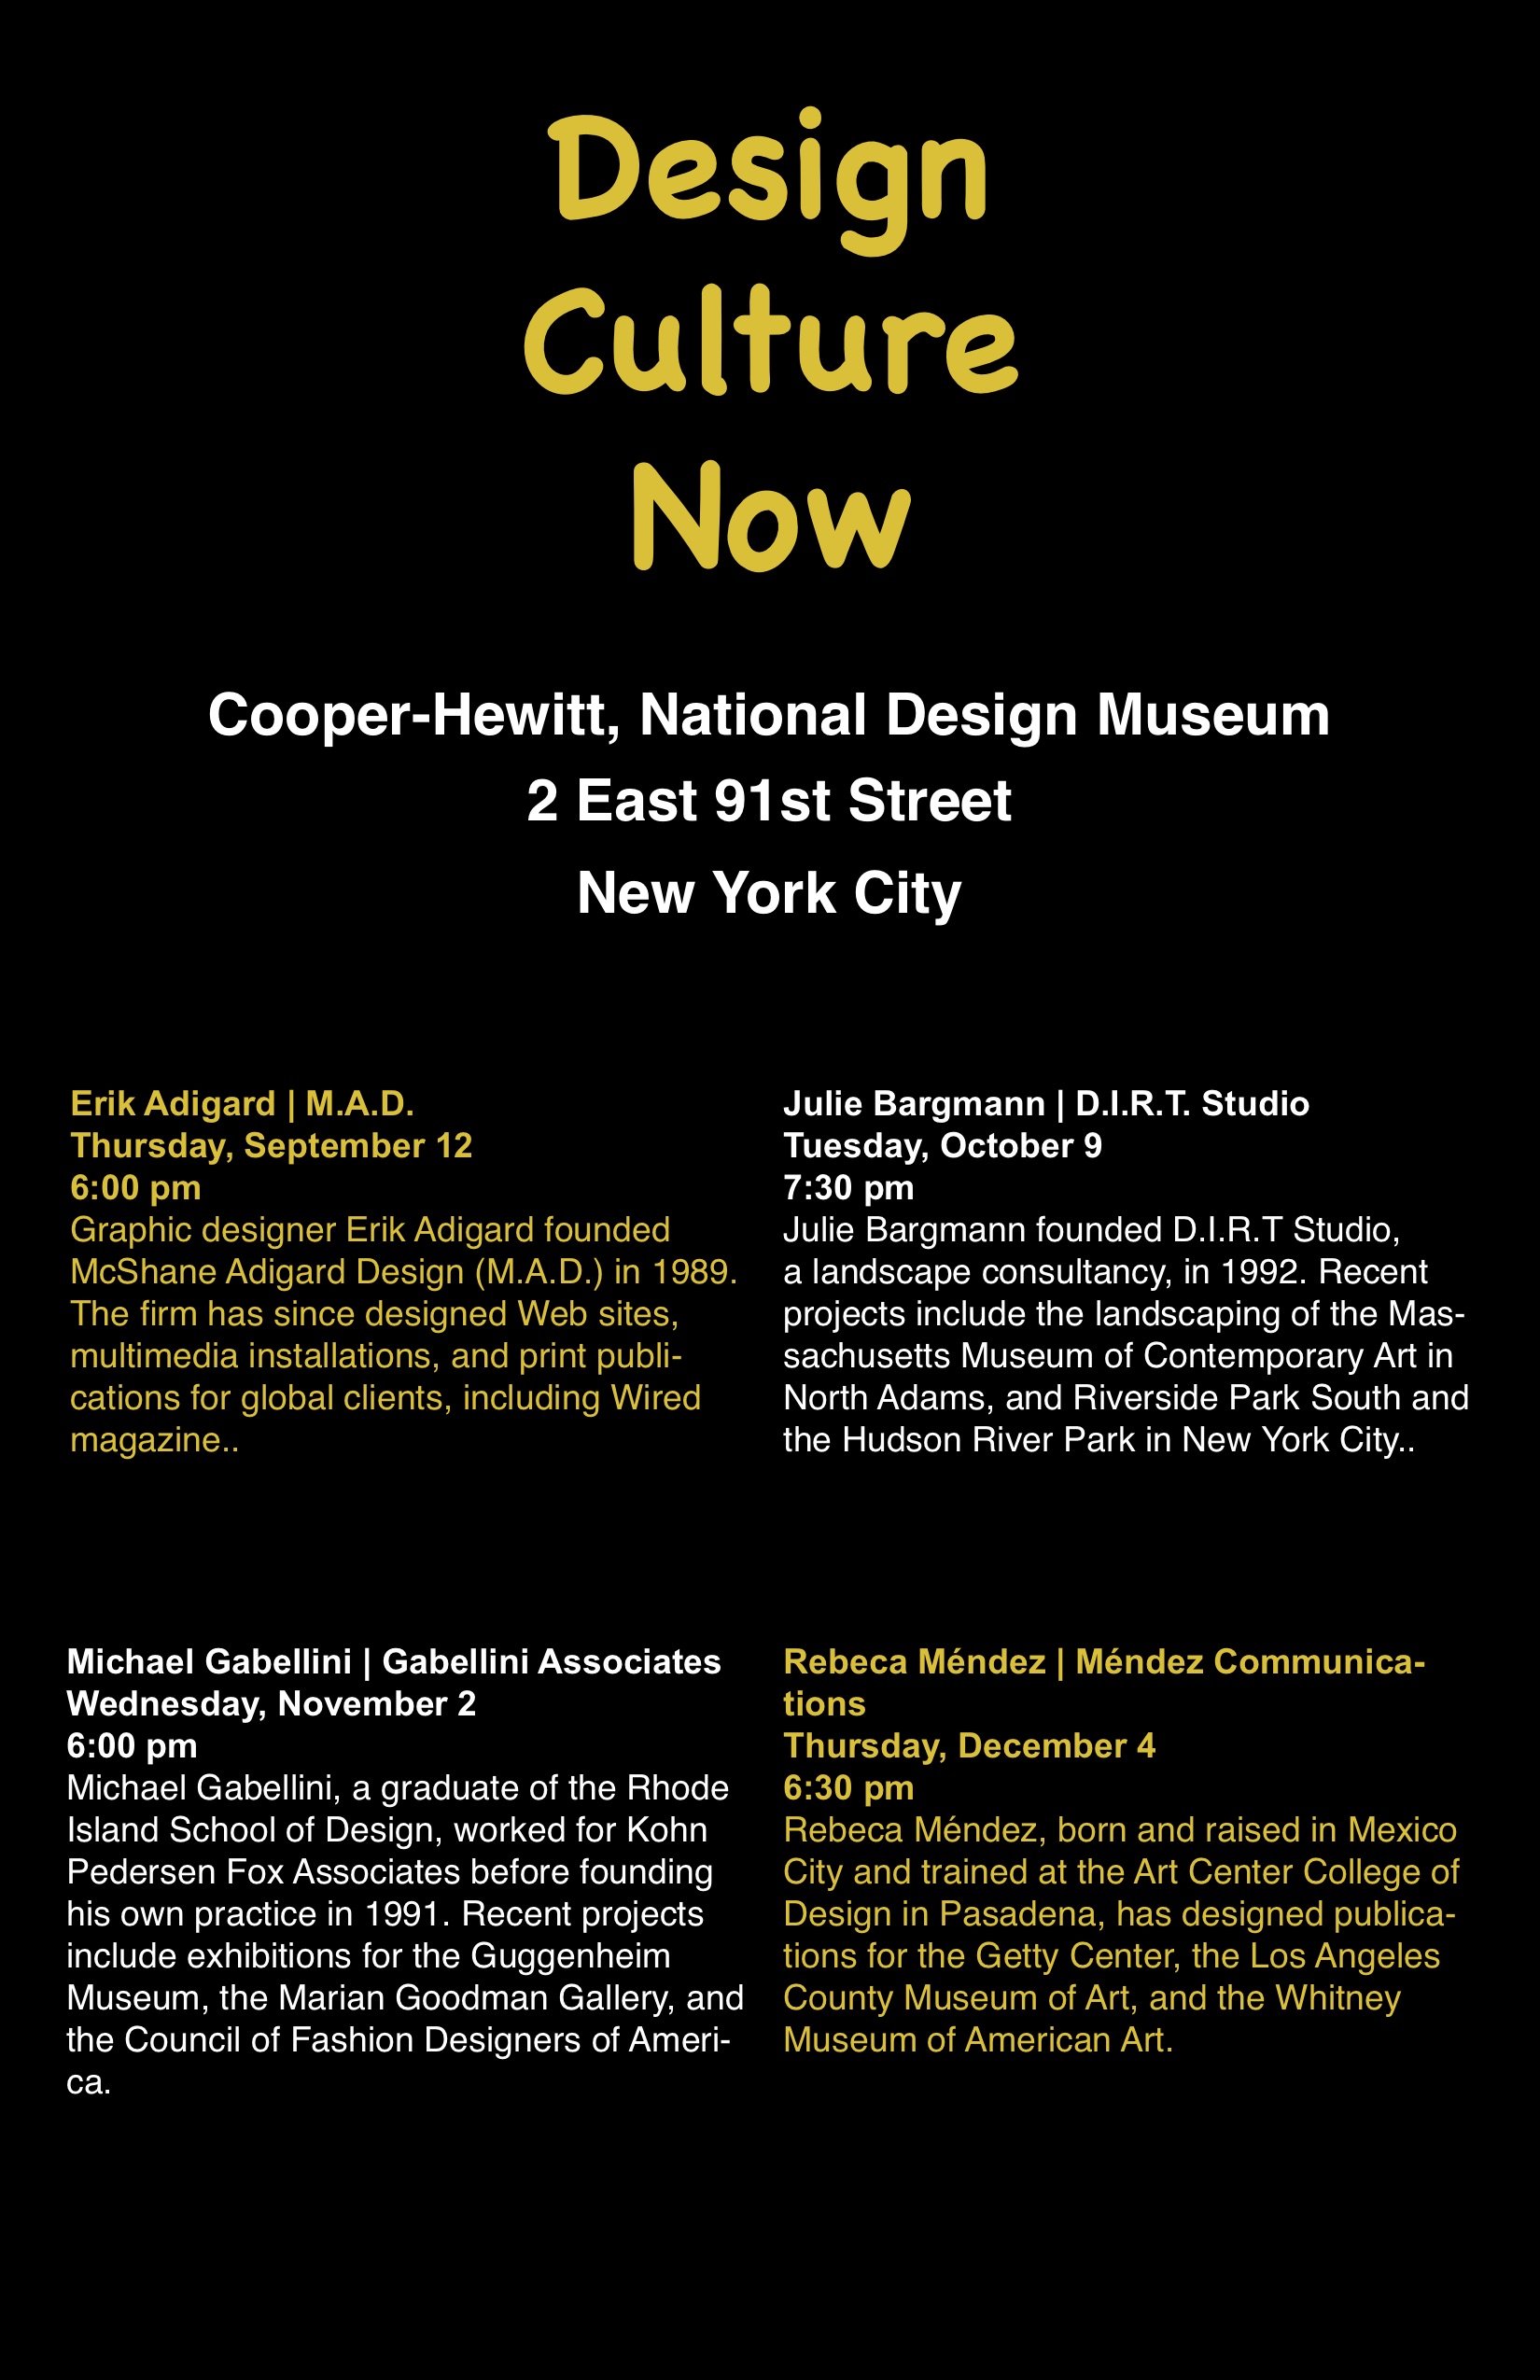 Design
Culture
Now
Cooper-Hewitt, National Design Museum
2 East 91st Street
New York City
Erik Adigard | M.A.D.
Thursday, September 12
6:00 pm
Graphic designer Erik Adigard founded
McShane Adigard Design (M.A.D.) in 1989.
The firm has since designed Web sites,
multimedia installations, and print publi-
cations for global clients, including Wired
magazine..
Julie Bargmann | D.I.R.T. Studio
Tuesday, October 9
7:30 pm
Julie Bargmann founded D.I.R.T Studio,
a landscape consultancy, in 1992. Recent
projects include the landscaping of the Mas-
sachusetts Museum of Contemporary Art in
North Adams, and Riverside Park South and
the Hudson River Park in New York City..
Michael Gabellini | Gabellini Associates
Wednesday, November 2
6:00 pm
Michael Gabellini, a graduate of the Rhode
Island School of Design, worked for Kohn
Pedersen Fox Associates before founding
his own practice in 1991. Recent projects
include exhibitions for the Guggenheim
Museum, the Marian Goodman Gallery, and
the Council of Fashion Designers of Ameri-
ca.
Rebeca Méndez | Méndez Communica-
tions
Thursday, December 4
6:30 pm
Rebeca Méndez, born and raised in Mexico
City and trained at the Art Center College of
Design in Pasadena, has designed publica-
tions for the Getty Center, the Los Angeles
County Museum of Art, and the Whitney
Museum of American Art.